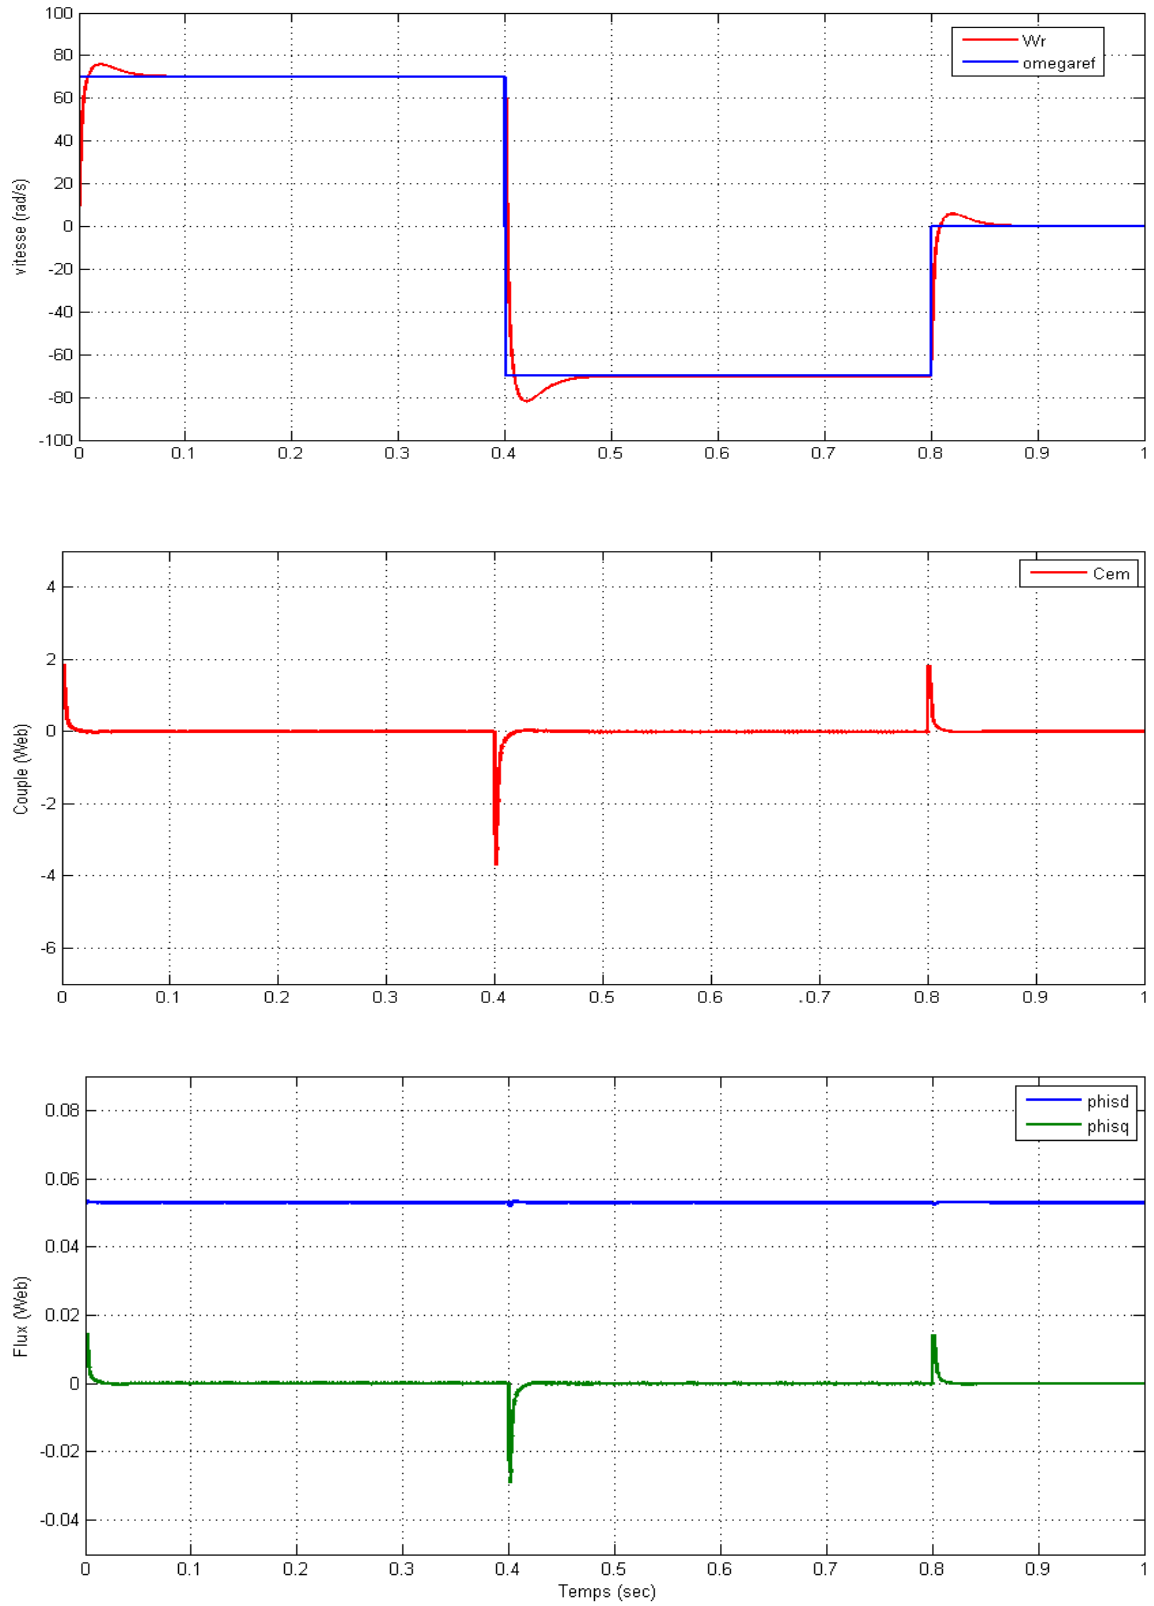 100
80
60
40
20
0
-20
-40
-60
-80
-100
vitesse (rad/s)
Wr
omegaref
0 0.1 0.2 0.3 0.4 0.5 0.6 0.7 0.8 0.9 1
4
2
0
-2
-4
-6
Couple (Web)
Cem
0 0.1 0.2 0.3 0.4 0.5 0.6 .0.7 0.8 0.9 1
0.08
0.06
0.04
0.02
0
-0.02
-0.04
Flux (Web)
phisd
phisq
0 0.1 0.2 0.3 0.4 0.5 0.6 0.7 0.8 0.9 1
Temps (sec)